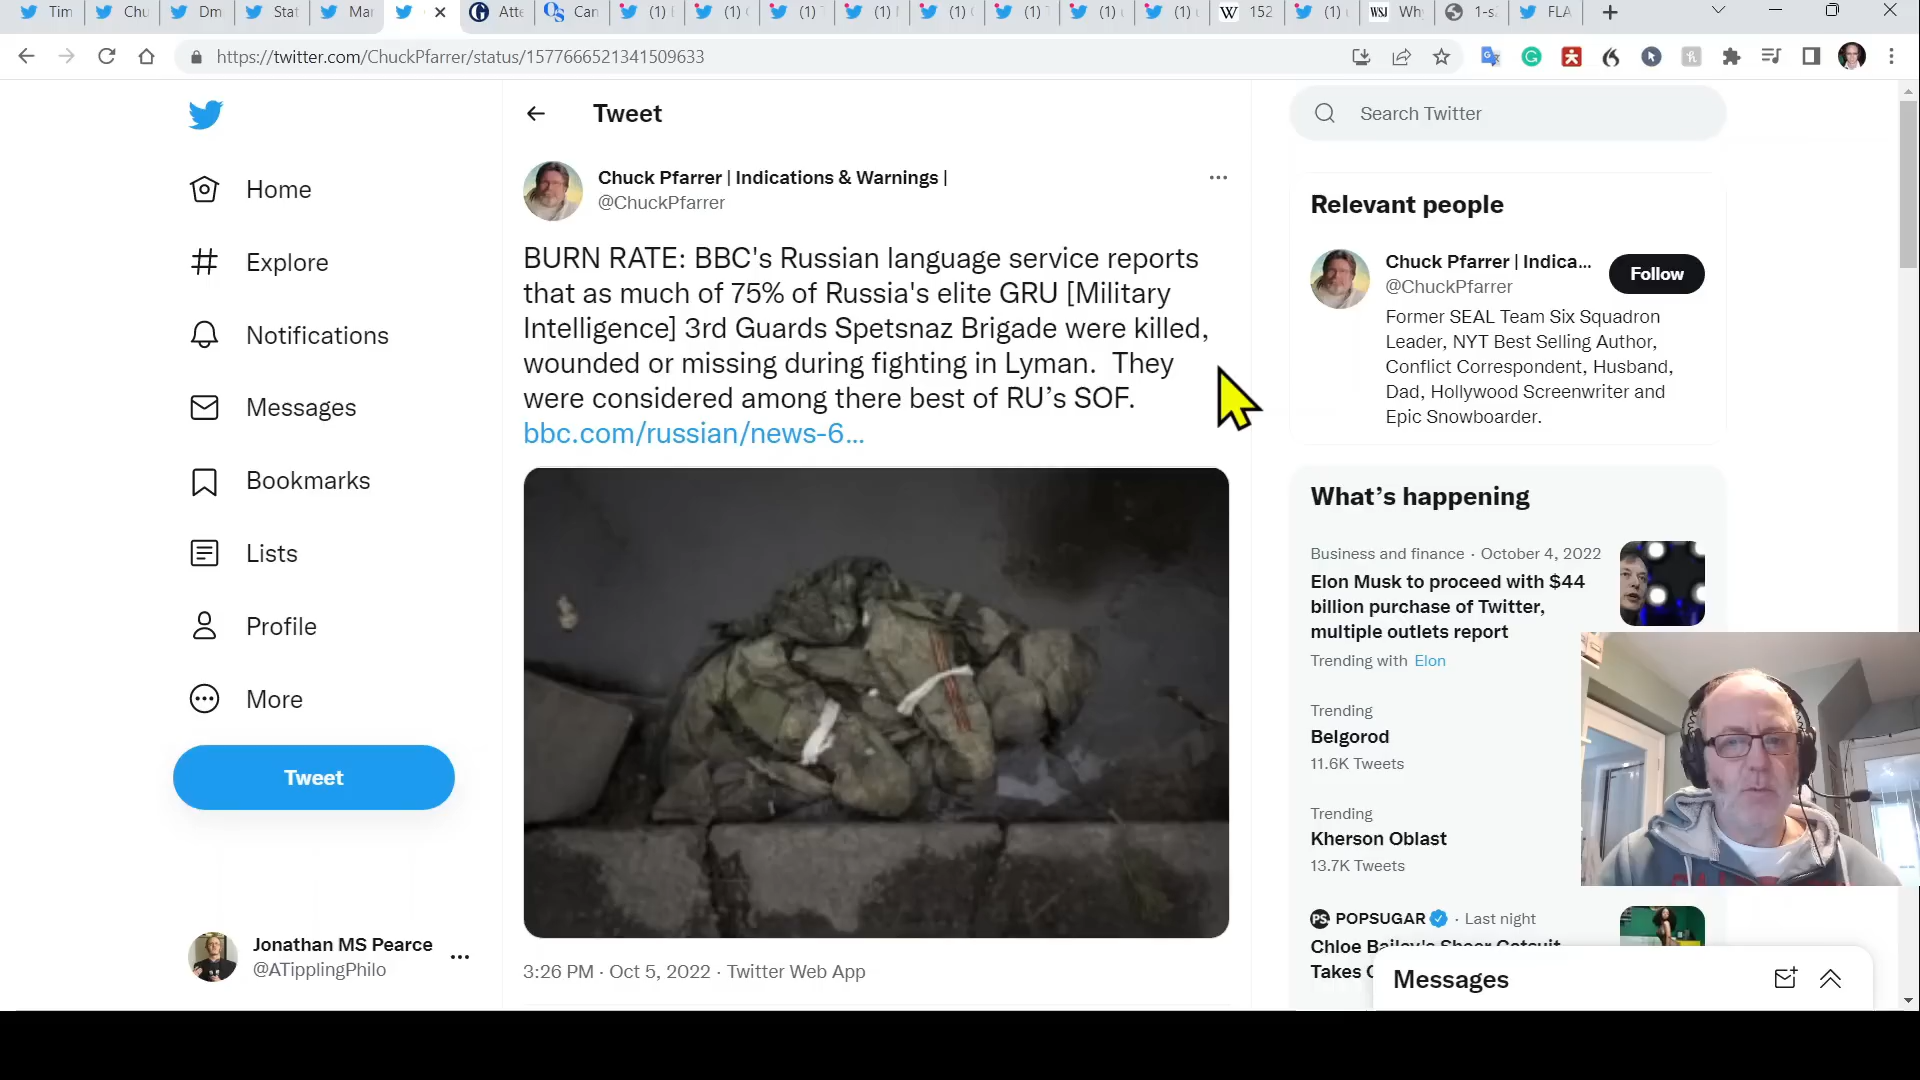 Tim
Chu
Dm
Stat
Mar
Atte
Can
(1)
(1)
(1)
(1)
(1)
(1)
(1)
(1)
152
(1)
WSJ
Why
1-s
FLA
https://twitter.com/ChuckPfarrer/status/1577666521341509633
Home
Explore
Notifications
Messages
Bookmarks
Lists
Profile
More
Tweet
Jonathan MS Pearce
@ATipplingPhilo
Tweet
Chuck Pfarrer | Indications & Warnings |
@ChuckPfarrer
BURN RATE: BBC's Russian language service reports
that as much of 75% of Russia's elite GRU [Military
Intelligence] 3rd Guards Spetsnaz Brigade were killed,
wounded or missing during fighting in Lyman. They
were considered among there best of RU’s SOF.
bbc.com/russian/news-6...
3:26 PM · Oct 5, 2022 · Twitter Web App
Search Twitter
Relevant people
Chuck Pfarrer | Indica...
@ChuckPfarrer
Follow
Former SEAL Team Six Squadron
Leader, NYT Best Selling Author,
Conflict Correspondent, Husband,
Dad, Hollywood Screenwriter and
Epic Snowboarder.
What’s happening
Business and finance · October 4, 2022
Elon Musk to proceed with $44
billion purchase of Twitter,
multiple outlets report
Trending with Elon
Trending
Belgorod
11.6K Tweets
Trending
Kherson Oblast
13.7K Tweets
PS POPSUGAR · Last night
Chloe Bailey's Sheer Catsuit
Takes
Messages